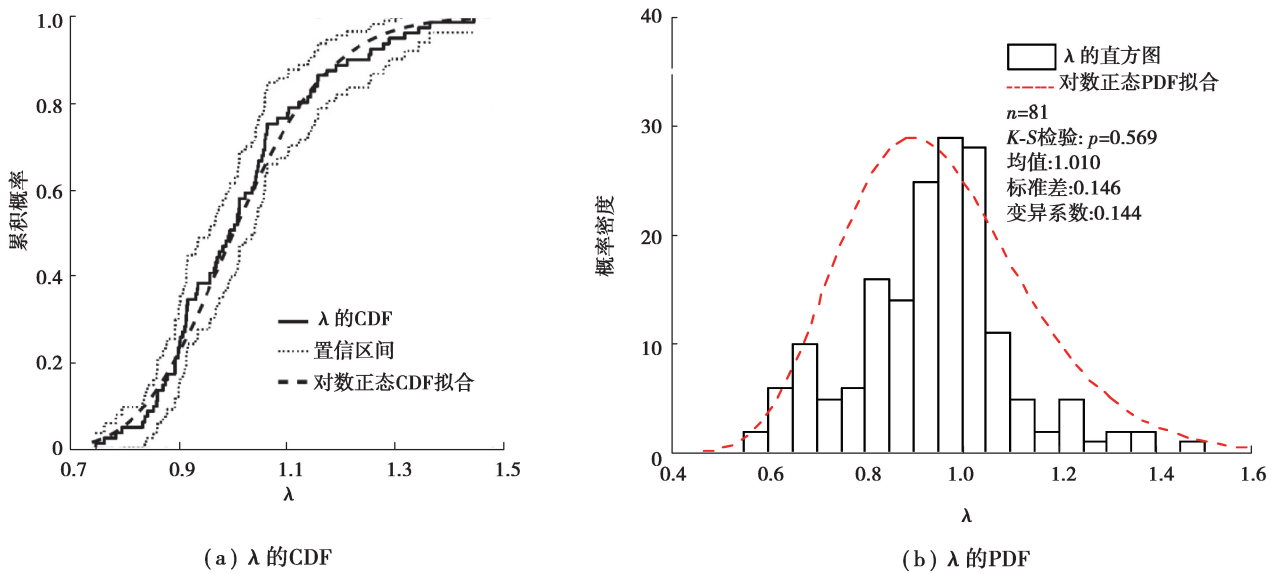 1.0
0.8
0.6
0.4
0.2
0
累积概率
0.7
0.9
1.1
1.3
1.5
λ
λ 的CDF
置信区间
对数正态CDF拟合
(a) λ 的CDF
40
30
20
10
0
概率密度
0.4
0.6
0.8
1.0
1.2
1.4
1.6
λ
λ 的直方图
对数正态PDF拟合
n=81
K-S检验: p=0.569
均值:1.010
标准差:0.146
变异系数:0.144
(b) λ 的PDF